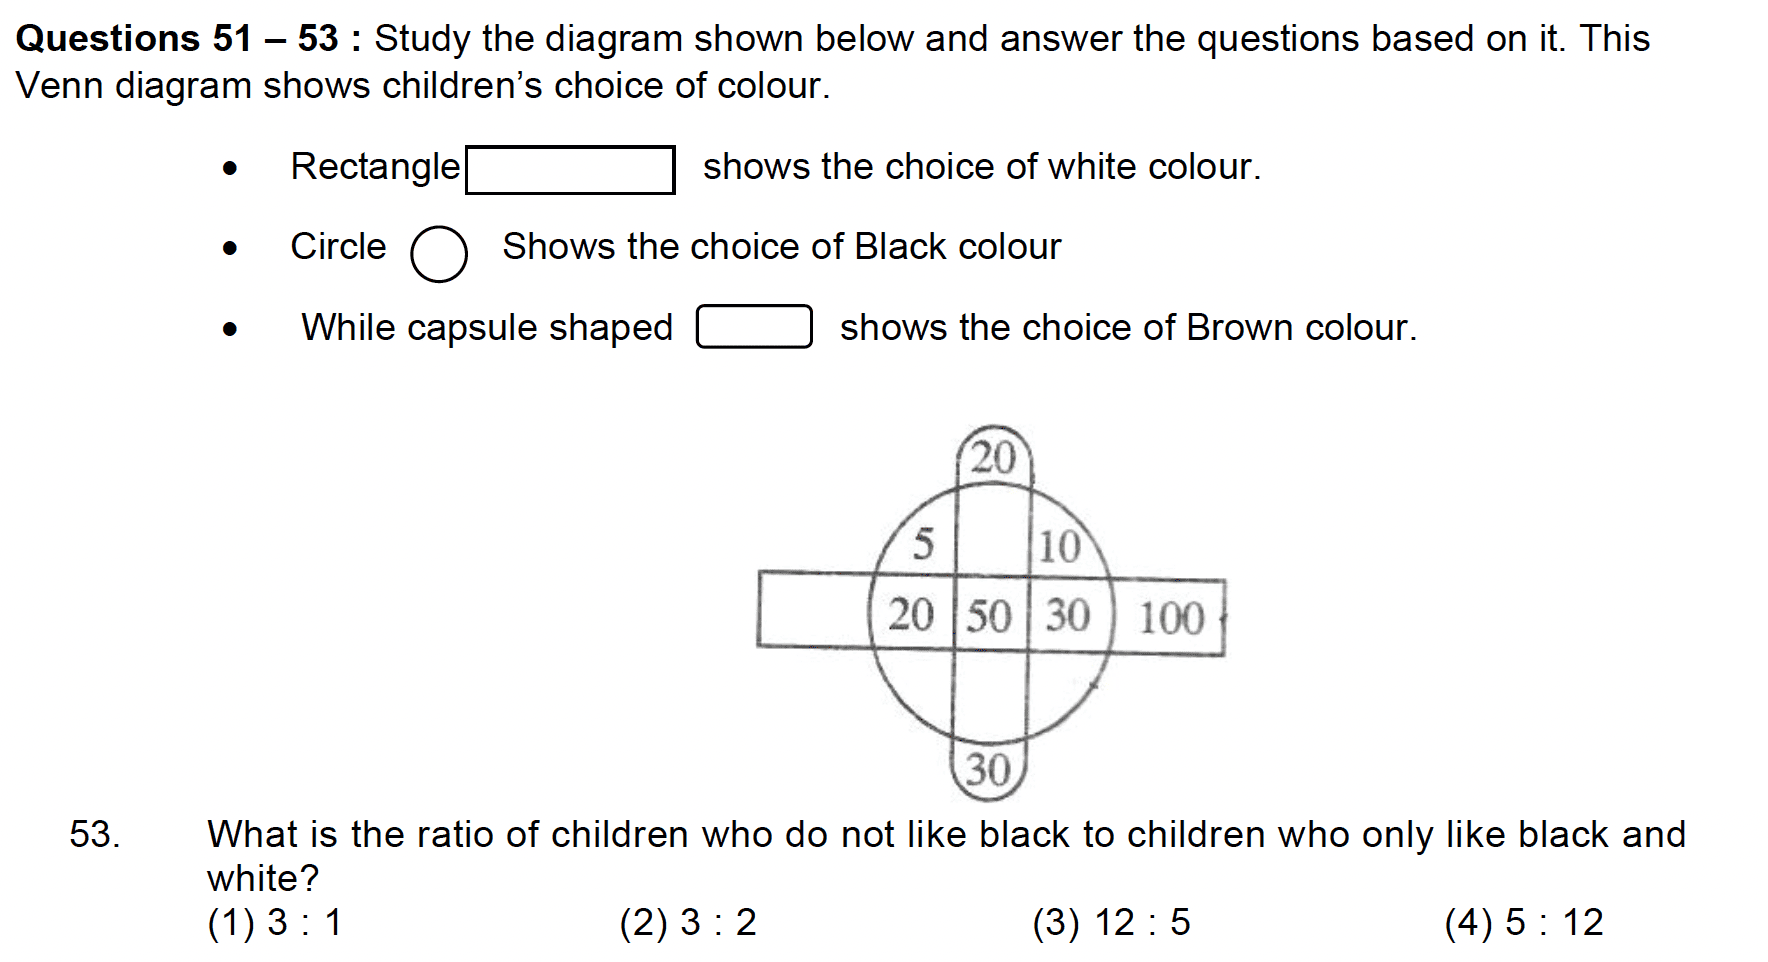 Questions 51 – 53 : Study the diagram shown below and answer the questions based on it. This
Venn diagram shows children's choice of colour.
• Rectangle shows the choice of white colour.
• Circle Shows the choice of Black colour
• While capsule shaped shows the choice of Brown colour.
20
5 10
20 50 30 100
30
53. What is the ratio of children who do not like black to children who only like black and
white?
(1) 3 : 1 (2) 3 : 2 (3) 12 : 5 (4) 5 : 12